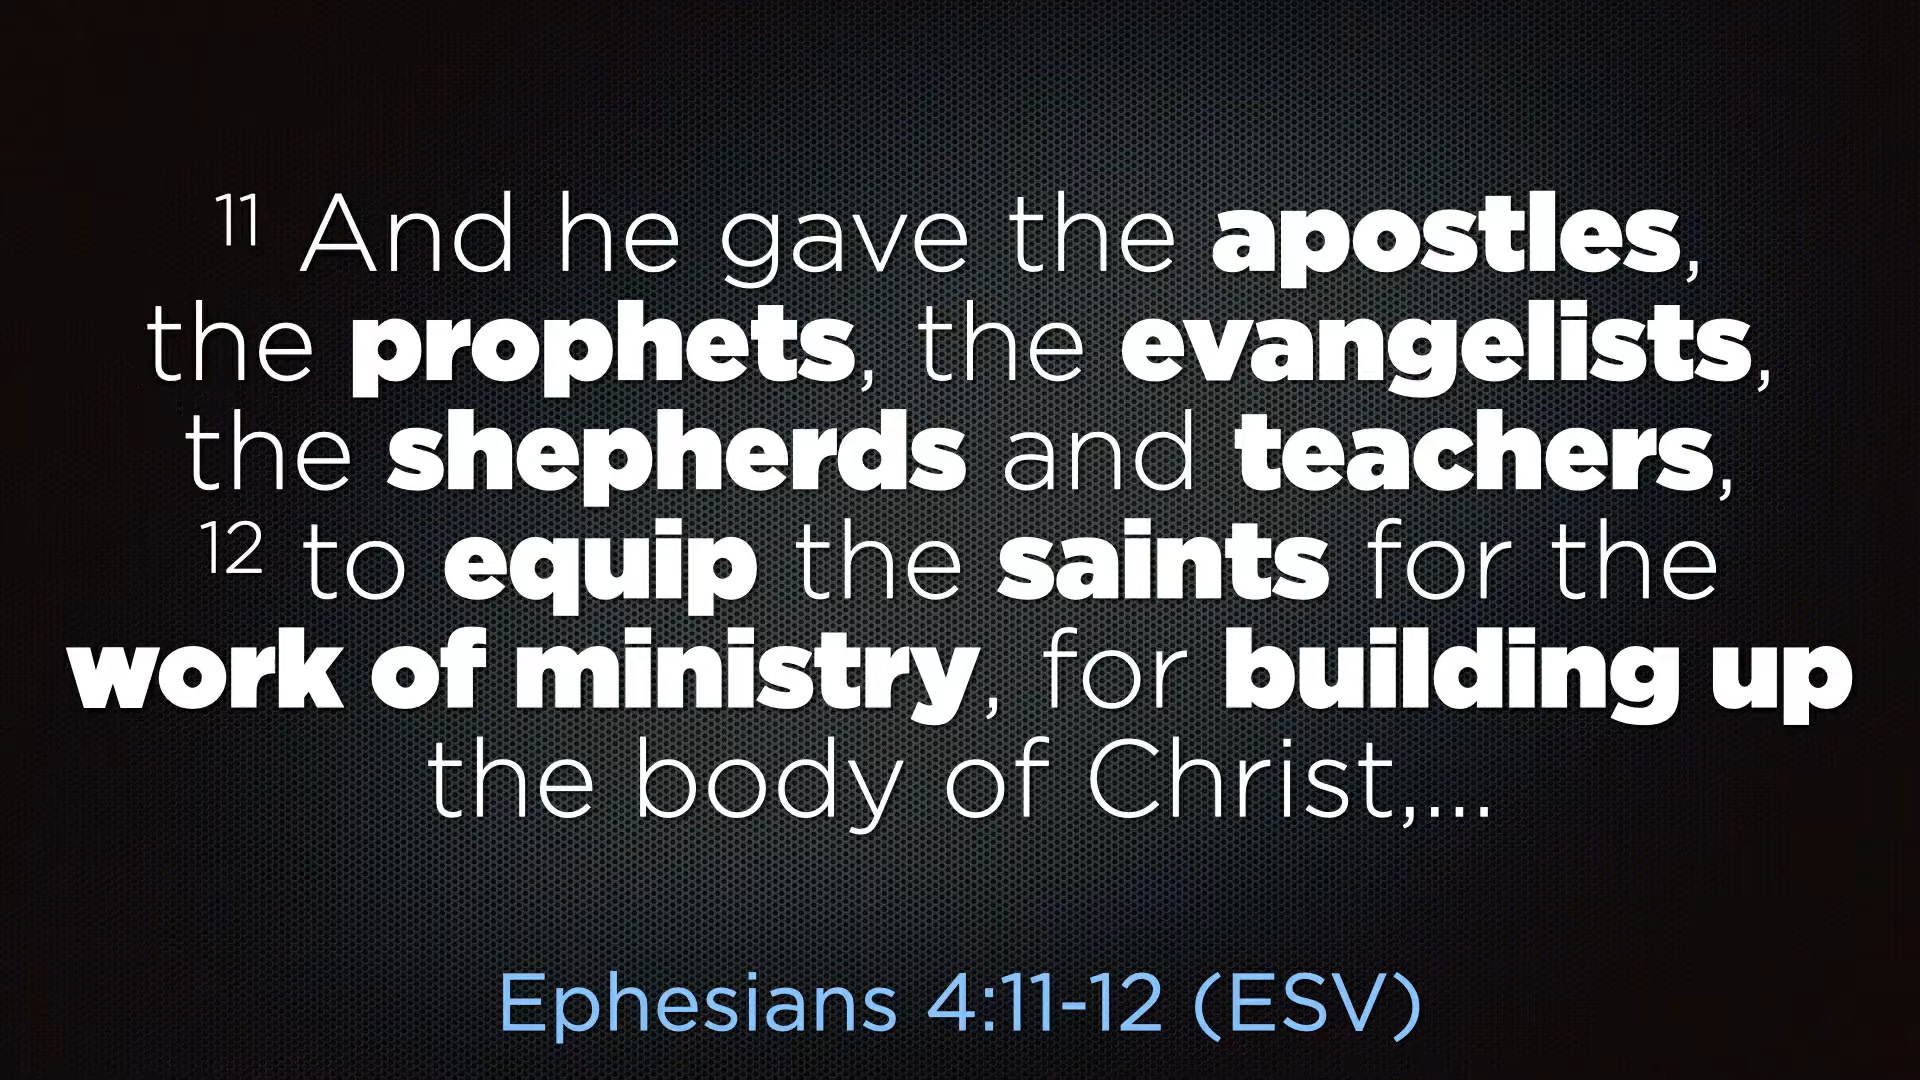 11 And he gave the apostles,
the prophets, the evangelists,
the shepherds and teachers,
12 to equip the saints for the
work of ministry, for building up
the body of Christ,...
Ephesians 4:11-12 (ESV)